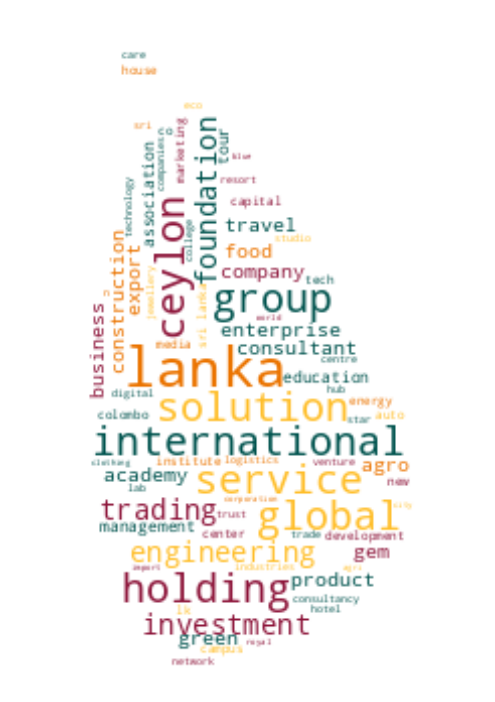 care
house
eco
sri
o
marketing
tour
foundation
association
companies
blue
resort
technology
ceylon
college
capital
travel
studio
food
construction
export
jewellery
sri lanka
company
tech
group
business
world
enterprise
media
consultant
centre
lanka
education
hub
digital
solution
energy
colombo
star
auto
international
clothing
institute
logistics
venture
agro
academy
service
new
lab
corporation
trading
trust
global
city
management
center
trade
development
engineering
gem
import
industries
agri
holding
product
consultancy
lk
hotel
investment
green
royal
campus
network